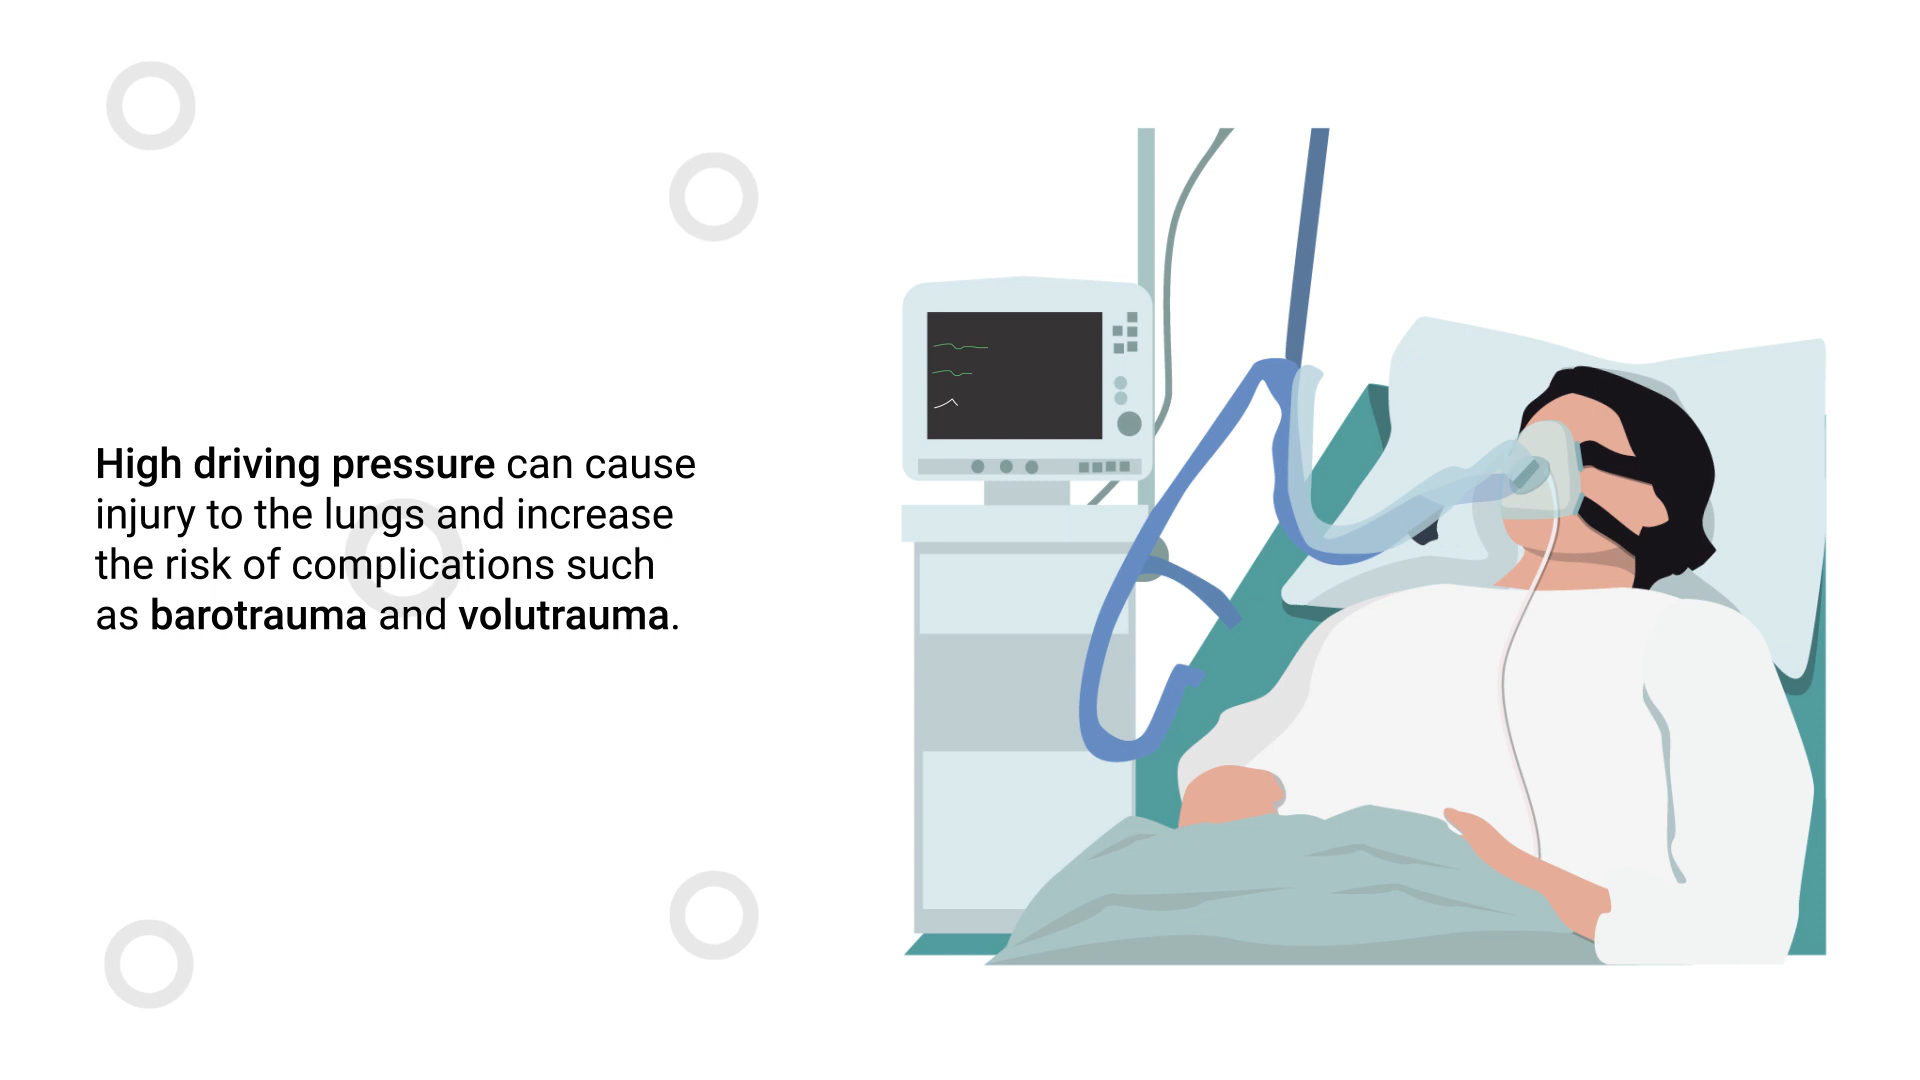 High driving pressure can cause
injury to the lungs and increase
the risk of complications such
as barotrauma and volutrauma.